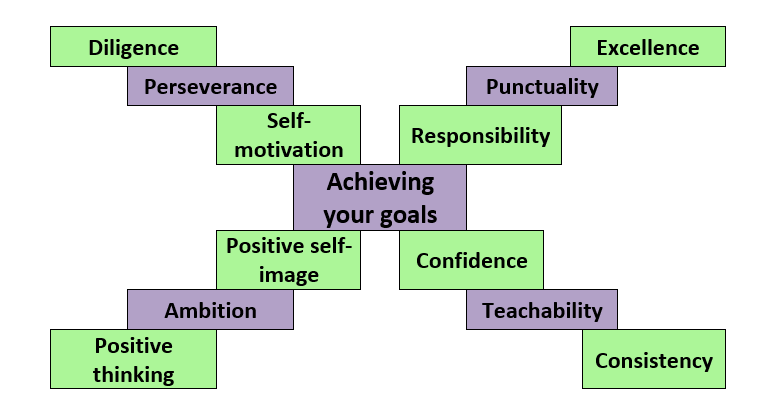 Diligence
Excellence
Perseverance
Punctuality
Self-
motivation
Responsibility
Achieving
your goals
Positive self-
image
Confidence
Ambition
Teachability
Positive
thinking
Consistency